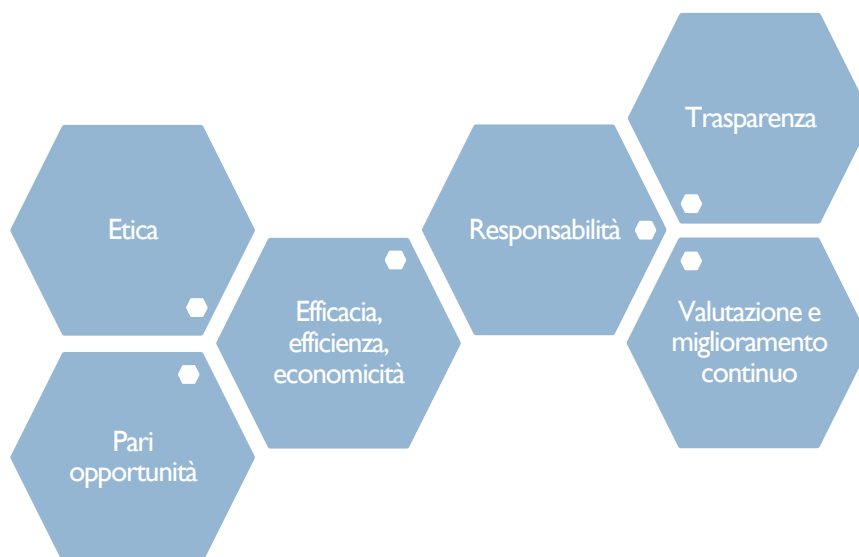 Etica
Pari
opportunità
Efficacia,
efficienza,
economicità
Responsabilità
Trasparenza
Valutazione e
miglioramento
continuo